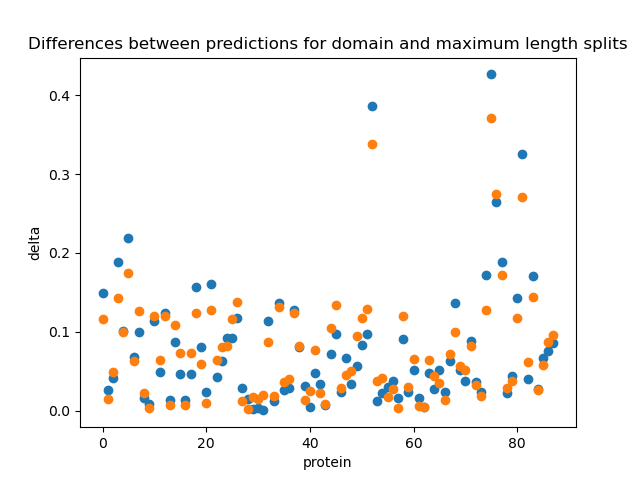 Differences between predictions for domain and maximum length splits
0.4
0.3
0.2
0.1
0.0
delta
0 20 40 60 80
protein